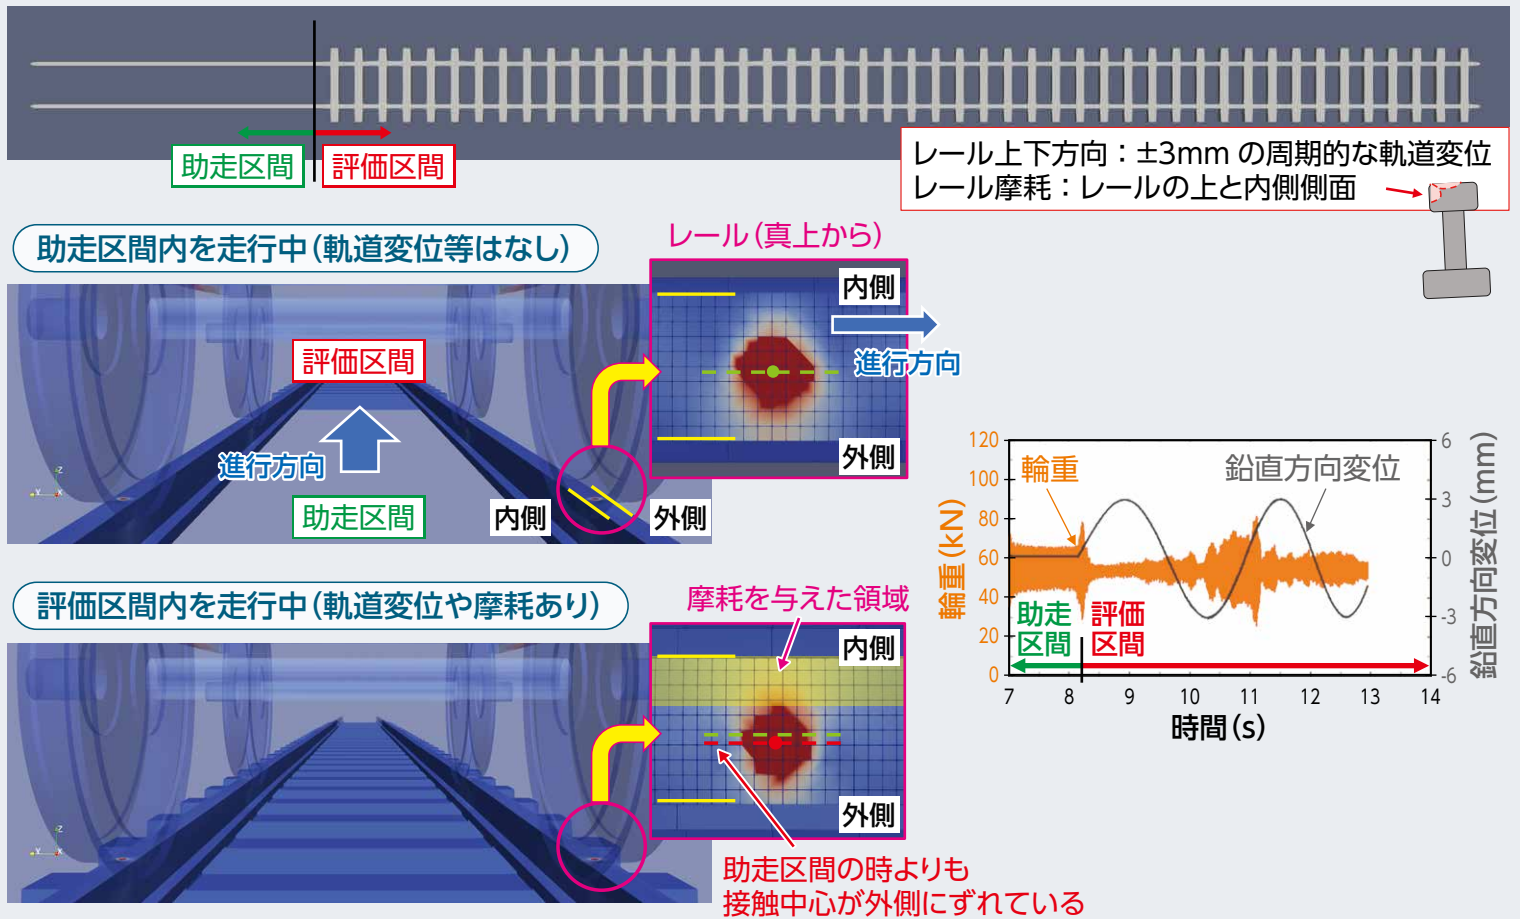 助走区間
評価区間
レール上下方向：±3mm の周期的な軌道変位
レール摩耗：レールの上と内側側面
助走区間内を走行中（軌道変位等はなし）
レール（真上から）
評価区間
進行方向
助走区間
内側
外側
内側
進行方向
外側
評価区間内を走行中（軌道変位や摩耗あり）
摩耗を与えた領域
内側
外側
助走区間の時よりも
接触中心が外側にずれている
輪重（kN）
120
100
80
60
40
20
0
輪重
鉛直方向変位
助走
区間
評価
区間
6
3
0
-3
-6
鉛直方向変位（mm）
7 8 9 10 11 12 13 14
時間（s）